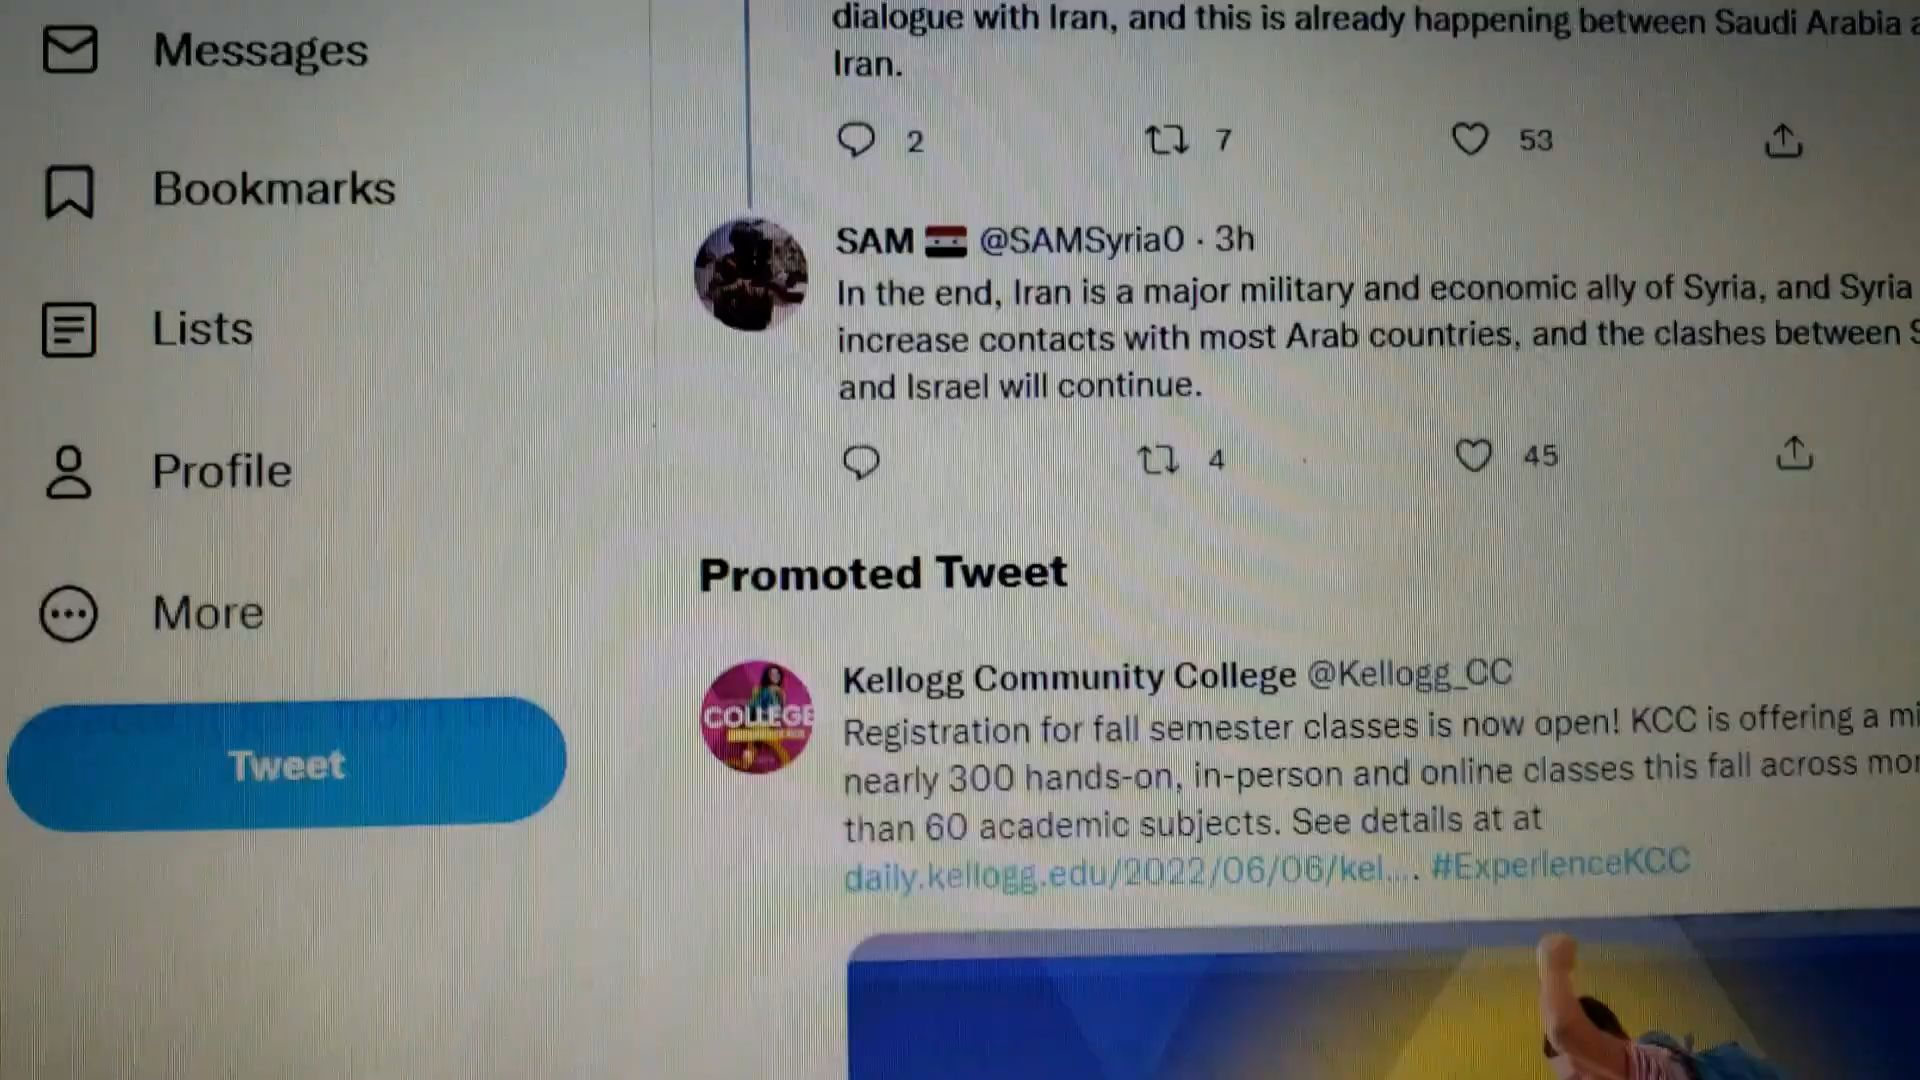 Messages
Bookmarks
Lists
Profile
More
Tweet
dialogue with Iran, and this is already happening between Saudi Arabia
Iran.
2 7 53
SAM @SAMSyria0 · 3h
In the end, Iran is a major military and economic ally of Syria, and Syria
increase contacts with most Arab countries, and the clashes between
and Israel will continue.
4 45
Promoted Tweet
COLLEGE
Kellogg Community College @Kellogg_CC
Registration for fall semester classes is now open! KCC is offering a
nearly 300 hands-on, in-person and online classes this fall across
than 60 academic subjects. See details at at
daily.kellogg.edu/2022/06/06/kel.... #ExperienceKCC